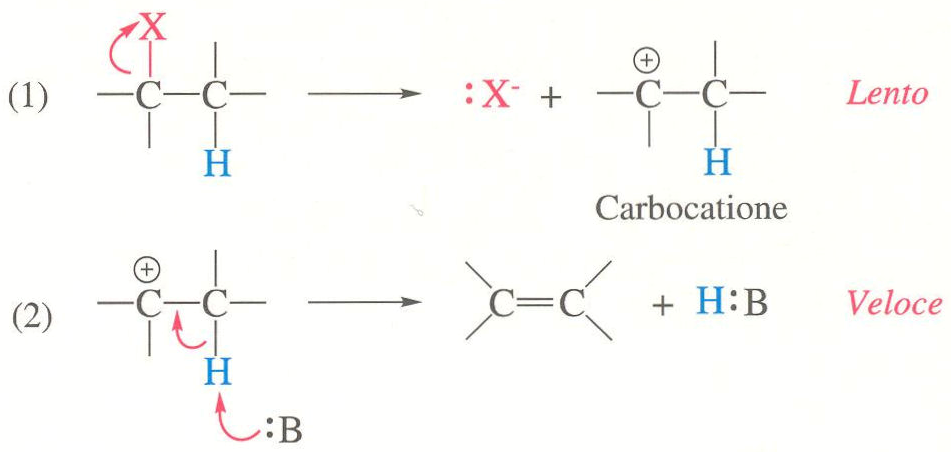 X
(1) —C—C— :X⁻ + ⊕ —C—C— Lento
H H
Carbocatione
⊕
(2) —C—C— C=C + H:B Veloce
H
:B